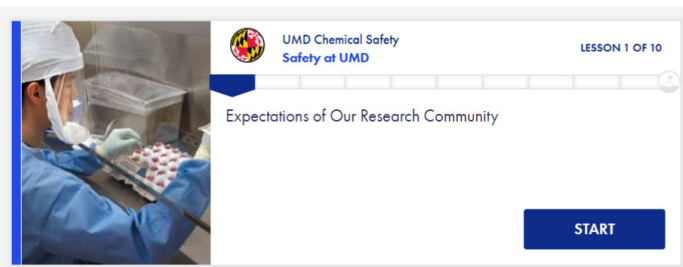 UMD Chemical Safety
Safety at UMD
LESSON 1 OF 10
Expectations of Our Research Community
START